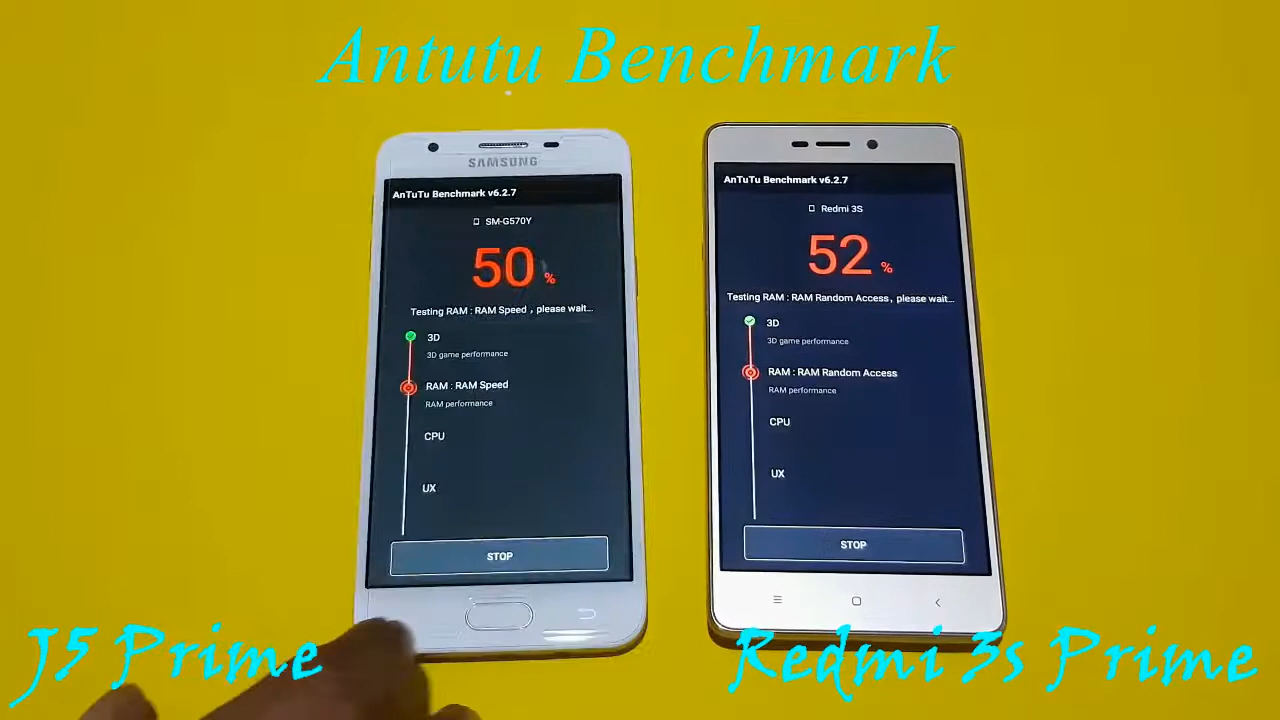 Antutu Benchmark
SAMSUNG
AnTuTu Benchmark v6.2.7
SM-G570Y
50 %
Testing RAM : RAM Speed , please wait...
3D
3D game performance
RAM : RAM Speed
RAM performance
CPU
UX
STOP
AnTuTu Benchmark v6.2.7
Redmi 3S
52 %
Testing RAM : RAM Random Access, please wait...
3D
3D game performance
RAM : RAM Random Access
RAM performance
CPU
UX
STOP
J5 Prime
Redmi 3s Prime